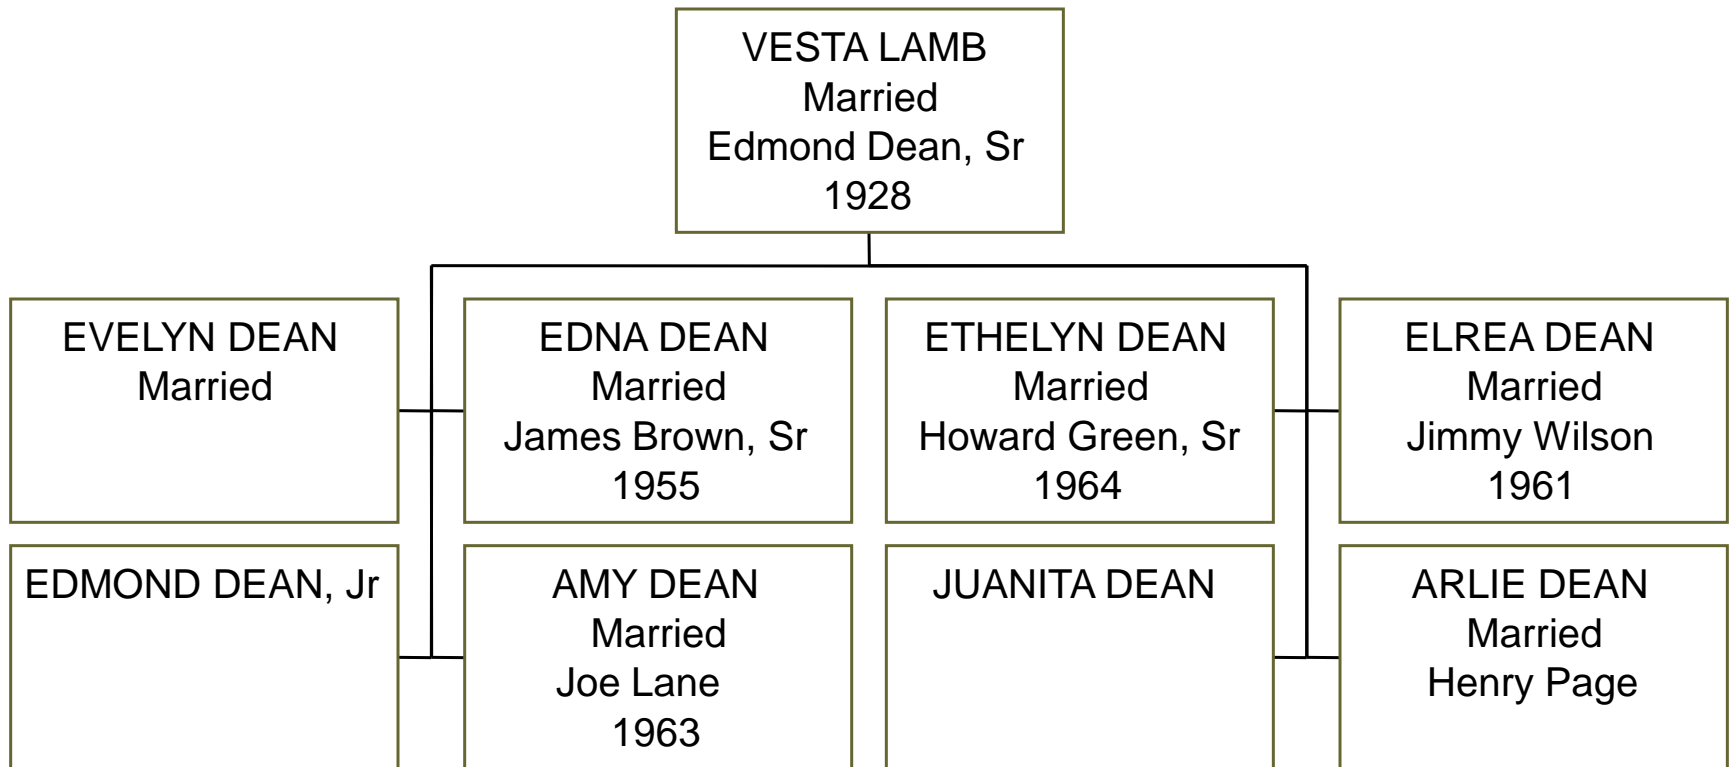 VESTA LAMB
Married
Edmond Dean, Sr
1928
EVELYN DEAN
Married
EDNA DEAN
Married
James Brown, Sr
1955
ETHELYN DEAN
Married
Howard Green, Sr
1964
ELREA DEAN
Married
Jimmy Wilson
1961
EDMOND DEAN, Jr
AMY DEAN
Married
Joe Lane
1963
JUANITA DEAN
ARLIE DEAN
Married
Henry Page